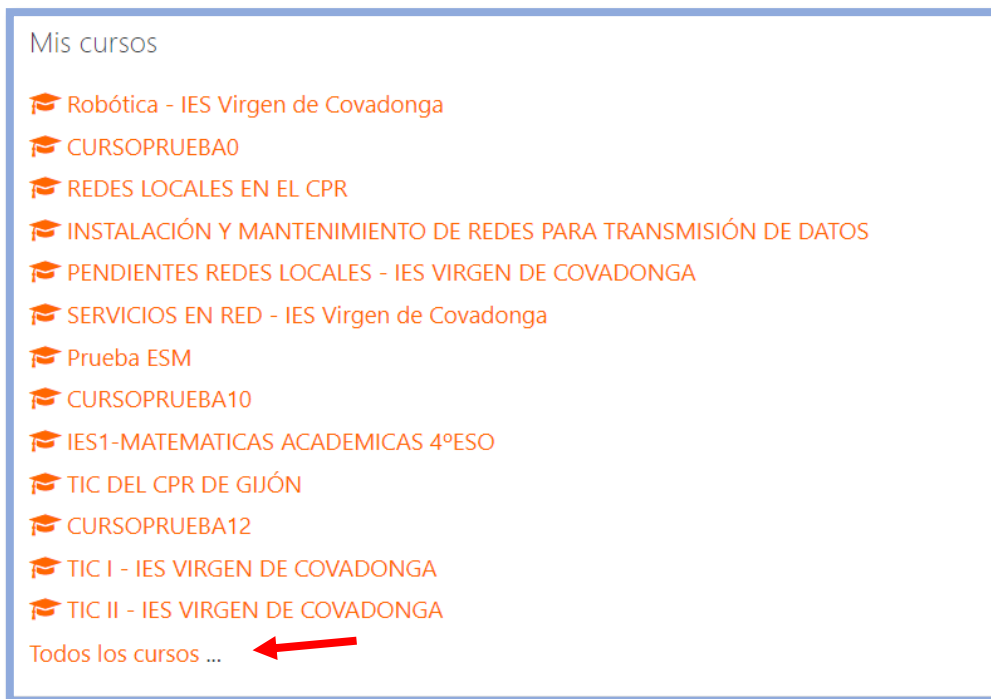 Mis cursos
Robótica - IES Virgen de Covadonga
CURSOPRUEBA0
REDES LOCALES EN EL CPR
INSTALACIÓN Y MANTENIMIENTO DE REDES PARA TRANSMISIÓN DE DATOS
PENDIENTES REDES LOCALES - IES VIRGEN DE COVADONGA
SERVICIOS EN RED - IES Virgen de Covadonga
Prueba ESM
CURSOPRUEBA10
IES1-MATEMATICAS ACADEMICAS 4ºESO
TIC DEL CPR DE GIJÓN
CURSOPRUEBA12
TIC I - IES VIRGEN DE COVADONGA
TIC II - IES VIRGEN DE COVADONGA
Todos los cursos ...